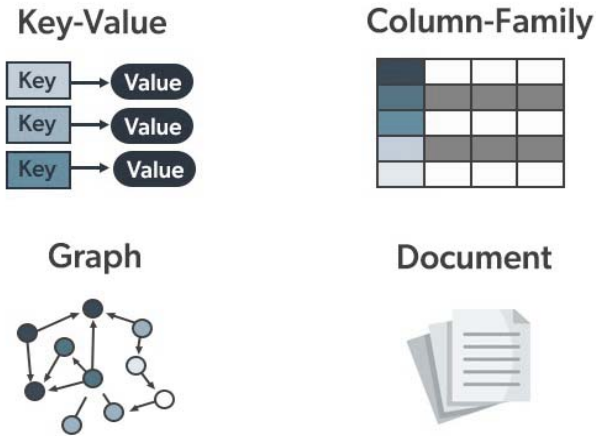 Key-Value
Column-Family
Key Value
Key Value
Key Value
Graph
Document